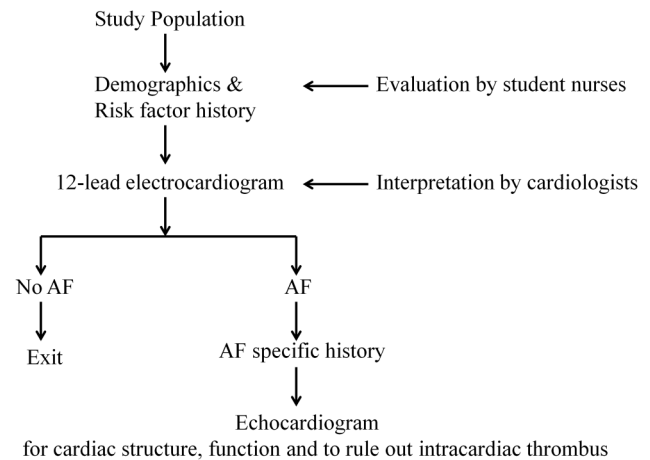 Study Population
Demographics &
Risk factor history
Evaluation by student nurses
12-lead electrocardiogram
Interpretation by cardiologists
No AF
AF
Exit
AF specific history
Echocardiogram
for cardiac structure, function and to rule out intracardiac thrombus